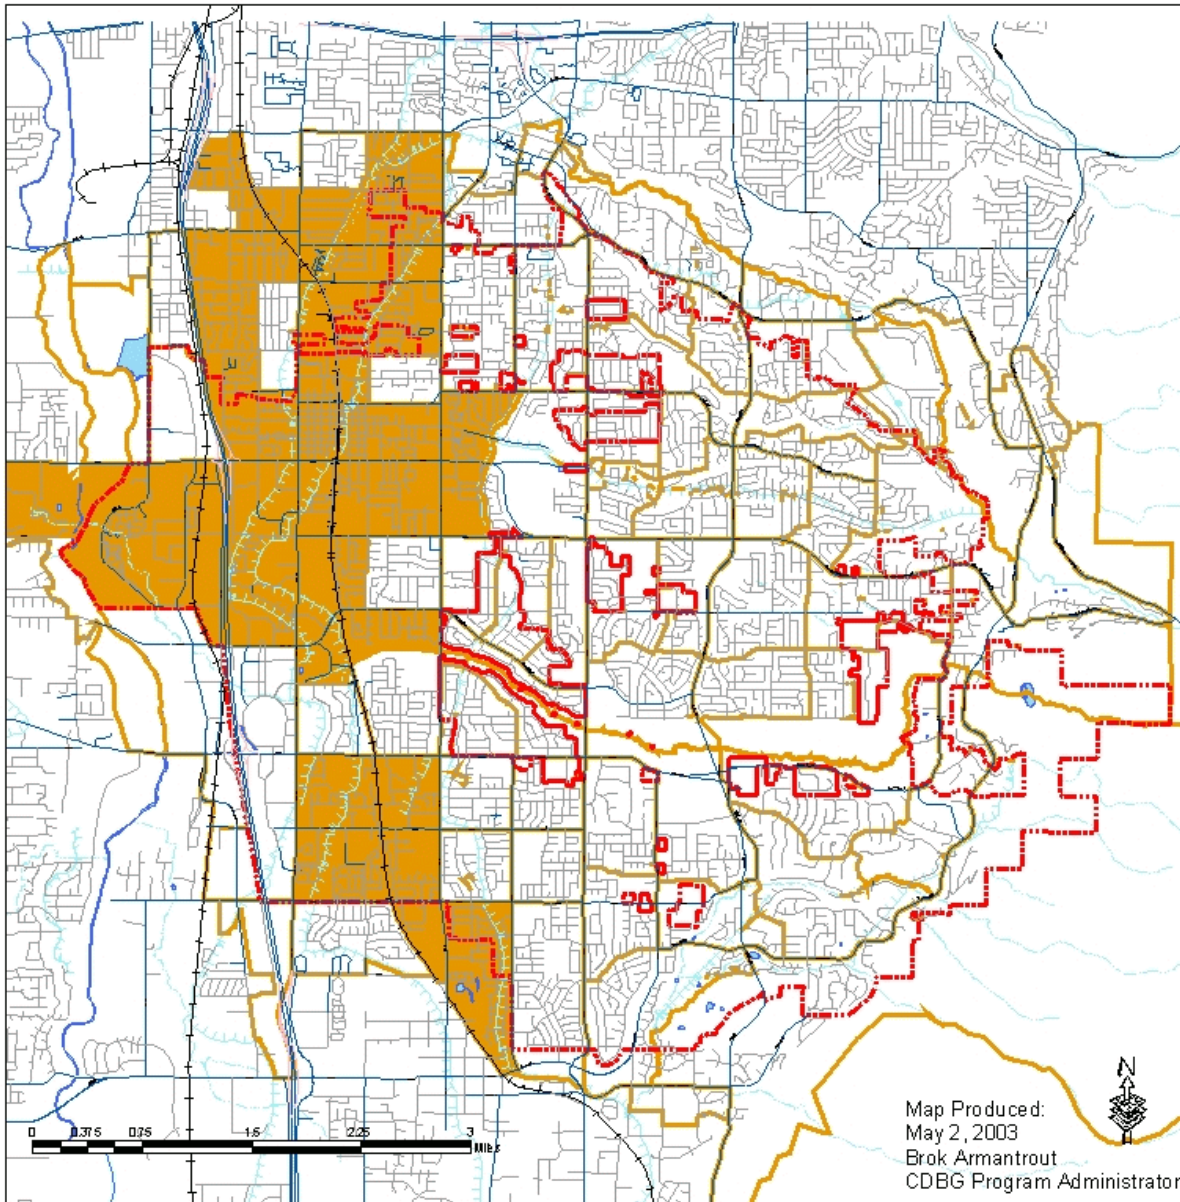 N
0 0.375 0.75 1.5 2.25 3
Miles
Map Produced:
May 2, 2003
Brok Armantrout
CDBG Program Administrator